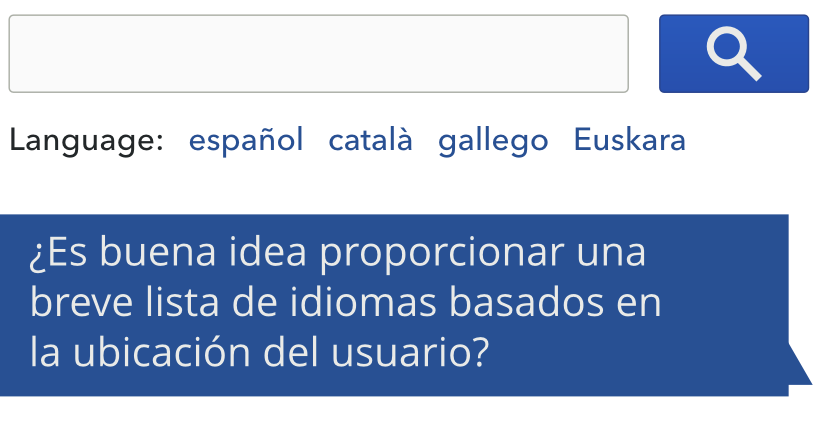 Language: español català gallego Euskara
¿Es buena idea proporcionar una
breve lista de idiomas basados en
la ubicación del usuario?